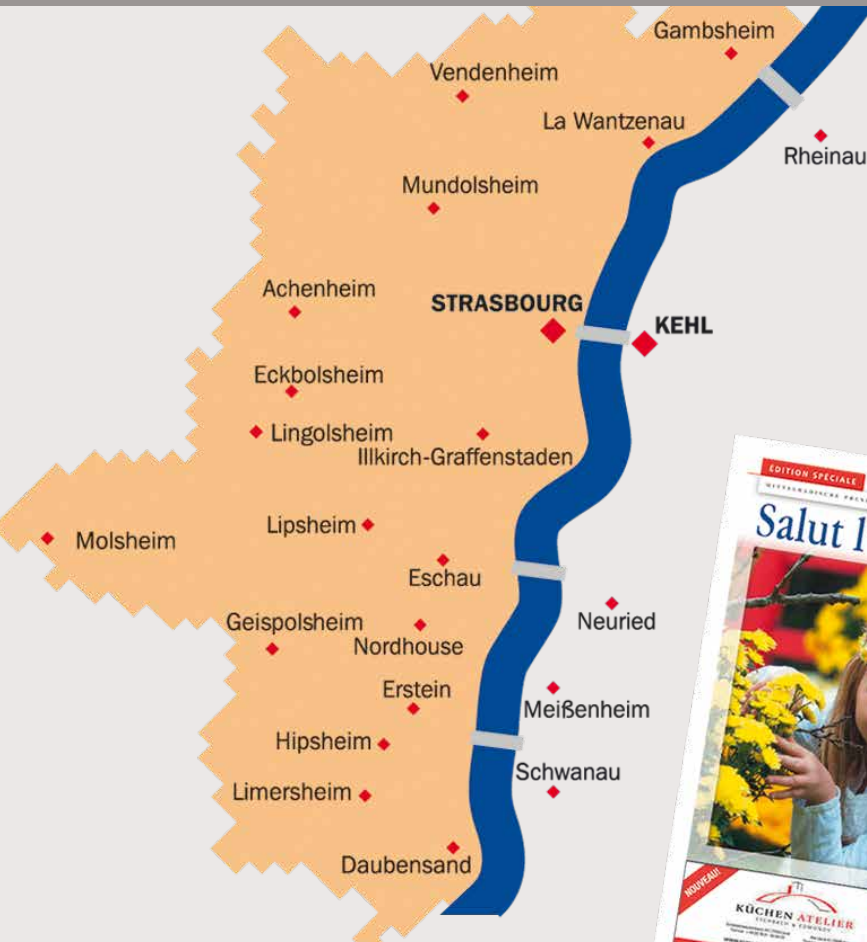 Gambsheim
Vendenheim
La Wantzenau
Rheinau
Mundolsheim
Achenheim
STRASBOURG
KEHL
Eckbolsheim
Lingolsheim
Illkirch-Graffenstaden
ÉDITION SPÉCIALE
Salut l
Lipsheim
Molsheim
Eschau
Neuried
Geispolsheim
Nordhouse
Erstein
Meißenheim
Hipsheim
Schwanau
Limersheim
Daubensand
NOUVEAU!
KÜCHEN ATELIER